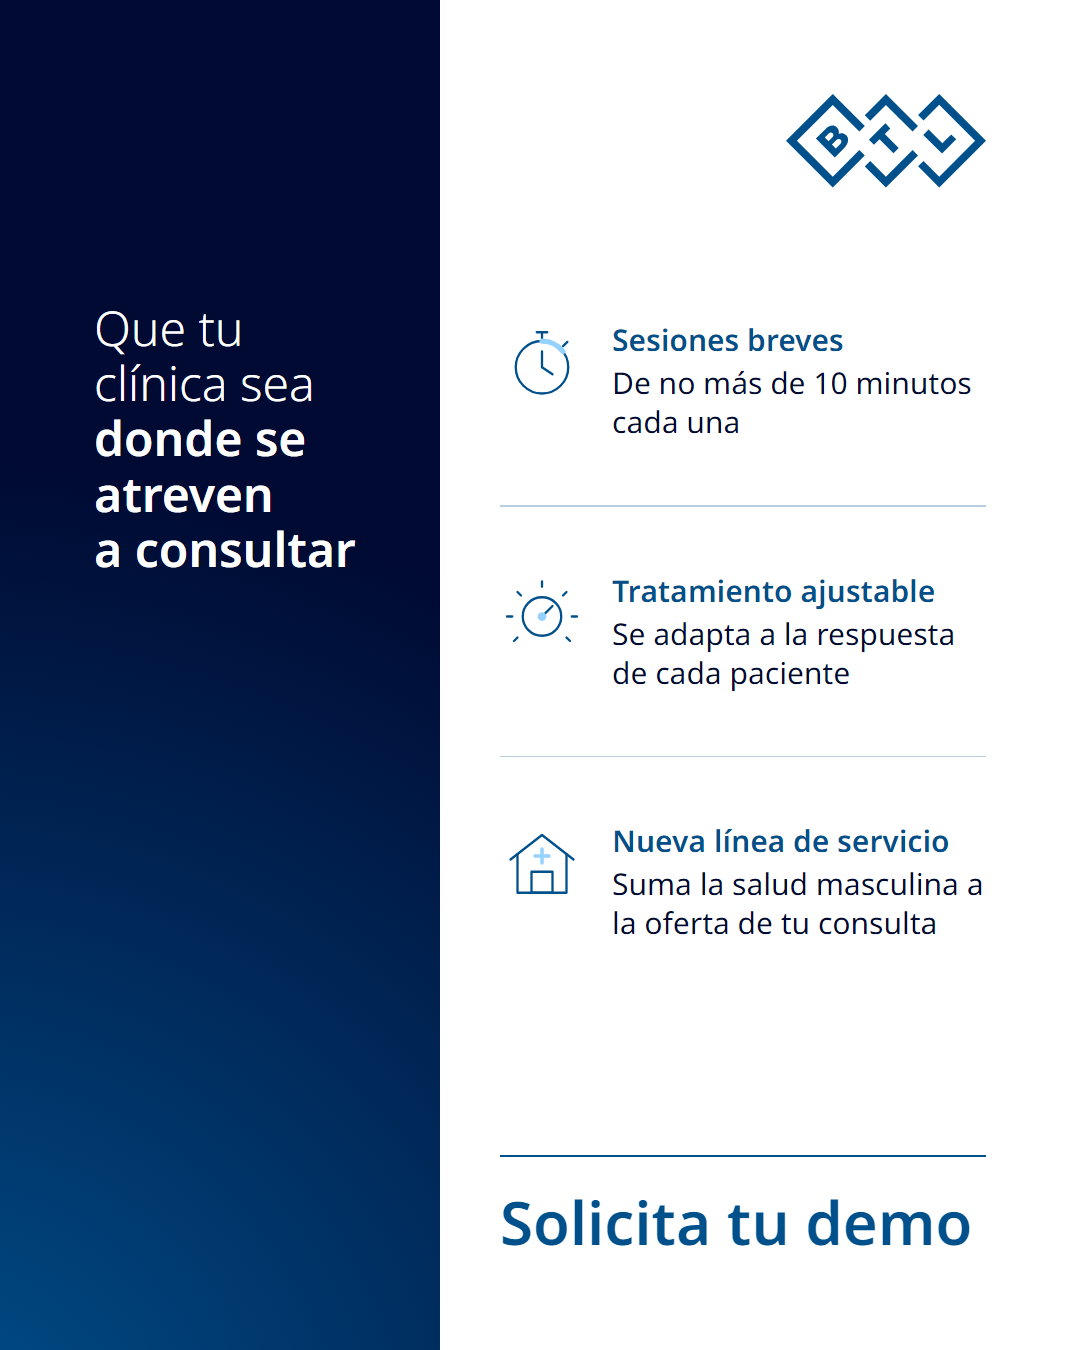 BTL
Que tu
clínica sea
donde se
atreven
a consultar
Sesiones breves
De no más de 10 minutos
cada una
Tratamiento ajustable
Se adapta a la respuesta
de cada paciente
Nueva línea de servicio
Suma la salud masculina a
la oferta de tu consulta
Solicita tu demo